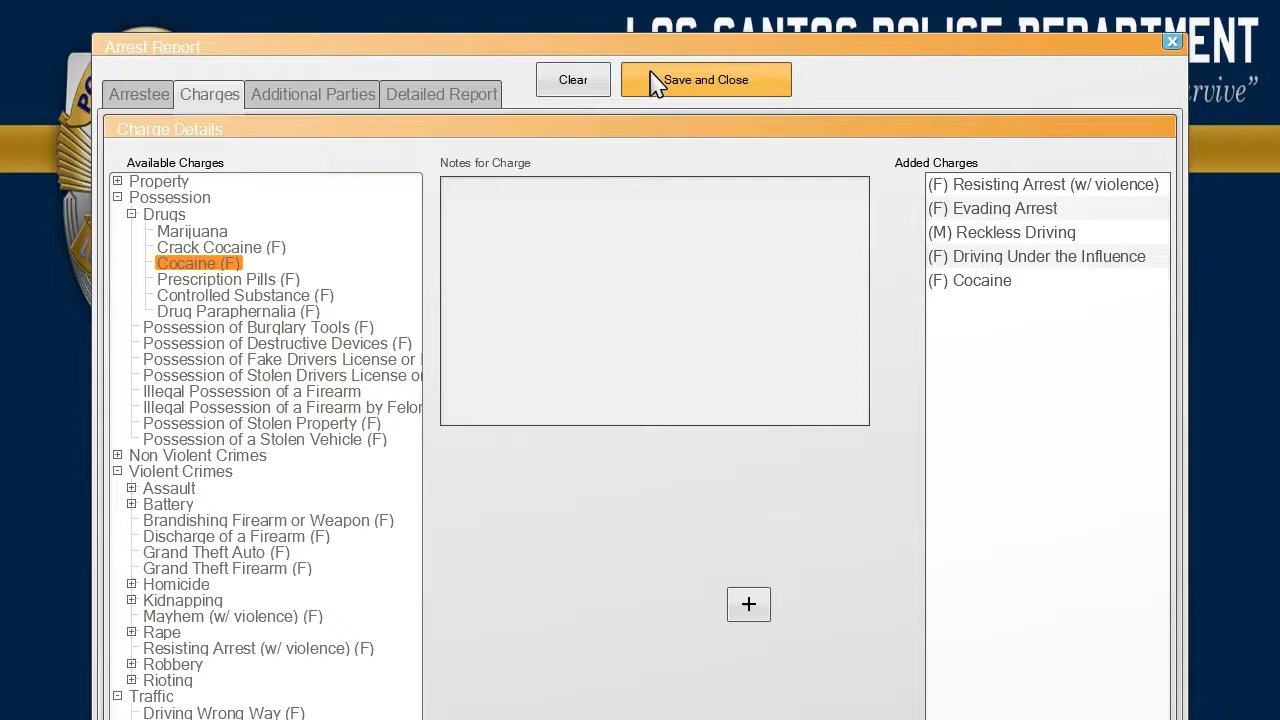 LOS SANTOS POLICE DEPARTMENT
Arrest Report
Clear
Save and Close
Arrestee
Charges
Additional Parties
Detailed Report
urvive”
Charge Details
Available Charges
Notes for Charge
Added Charges
Property
Possession
Drugs
Marijuana
Crack Cocaine (F)
Cocaine (F)
Prescription Pills (F)
Controlled Substance (F)
Drug Paraphernalia (F)
Possession of Burglary Tools (F)
Possession of Destructive Devices (F)
Possession of Fake Drivers License or
Possession of Stolen Drivers License or
Illegal Possession of a Firearm
Illegal Possession of a Firearm by Felon
Possession of Stolen Property (F)
Possession of a Stolen Vehicle (F)
Non Violent Crimes
Violent Crimes
Assault
Battery
Brandishing Firearm or Weapon (F)
Discharge of a Firearm (F)
Grand Theft Auto (F)
Grand Theft Firearm (F)
Homicide
Kidnapping
Mayhem (w/ violence) (F)
Rape
Resisting Arrest (w/ violence) (F)
Robbery
Rioting
Traffic
Driving Wrong Way (F)
(F) Resisting Arrest (w/ violence)
(F) Evading Arrest
(M) Reckless Driving
(F) Driving Under the Influence
(F) Cocaine